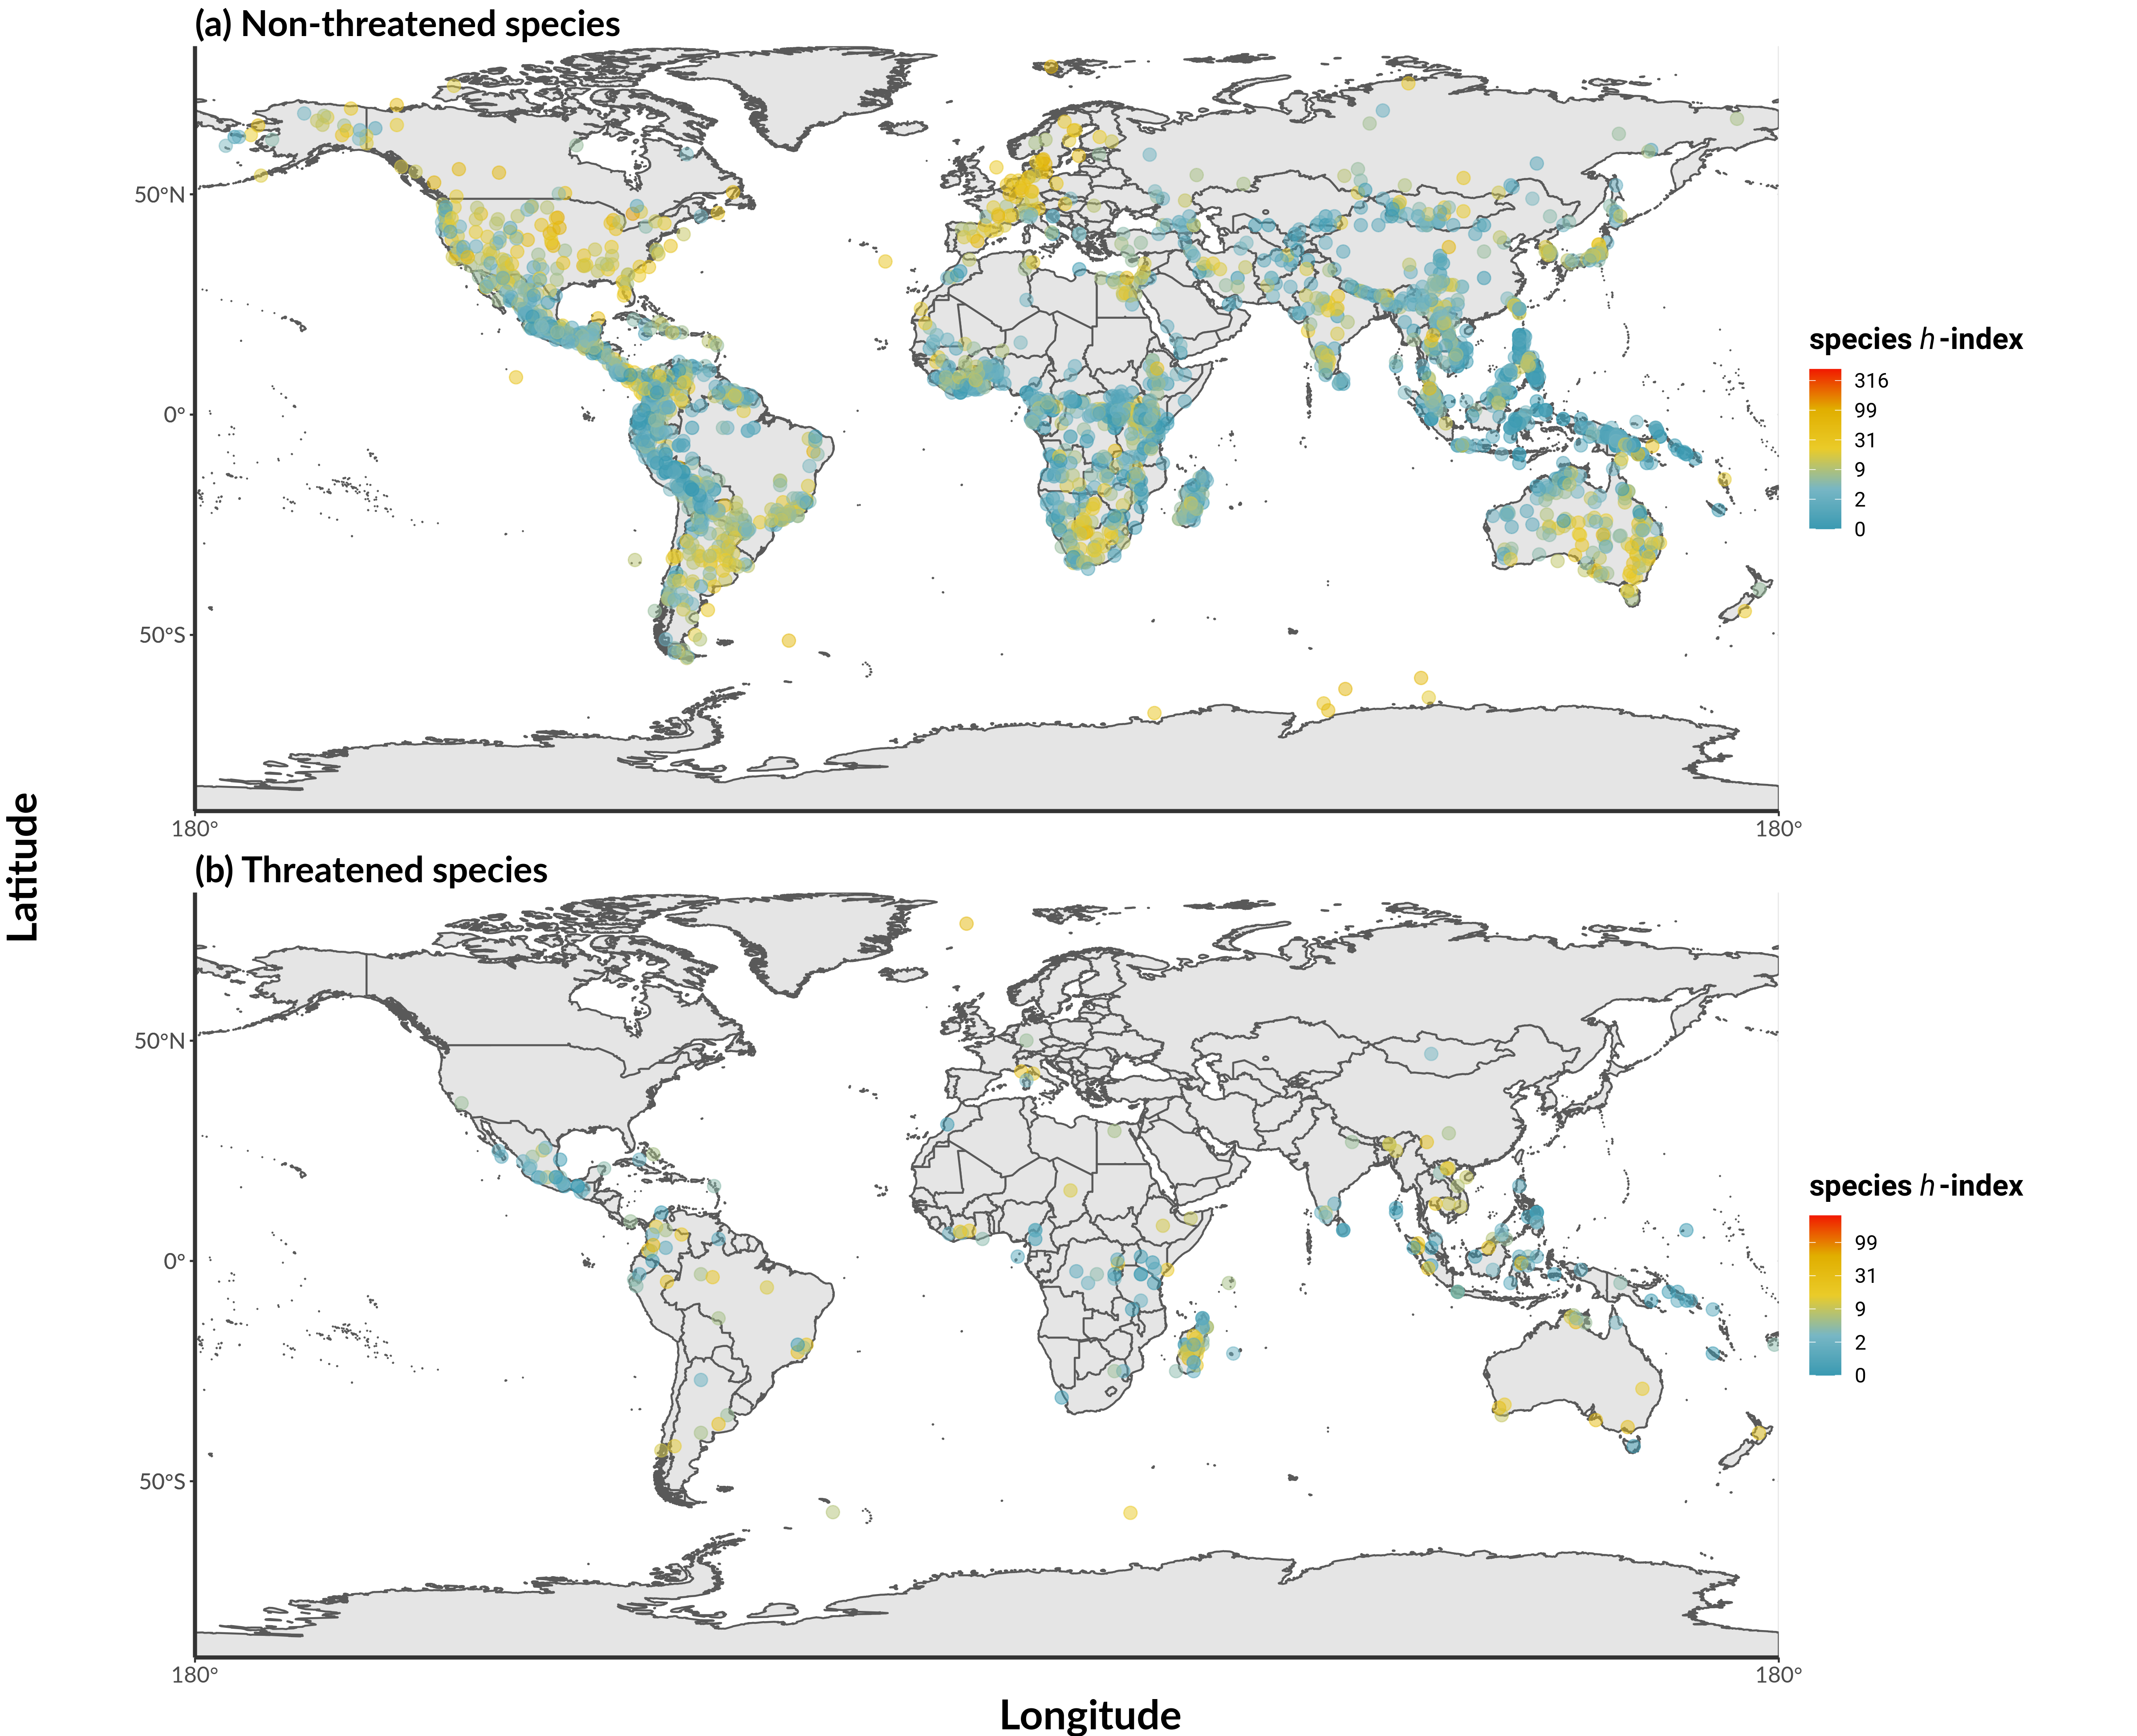 (a) Non-threatened species
50°N
0°
50°S
180°
180°
species h-index
316
99
31
9
2
0
(b) Threatened species
50°N
0°
50°S
180°
180°
species h-index
99
31
9
2
0
Latitude
Longitude